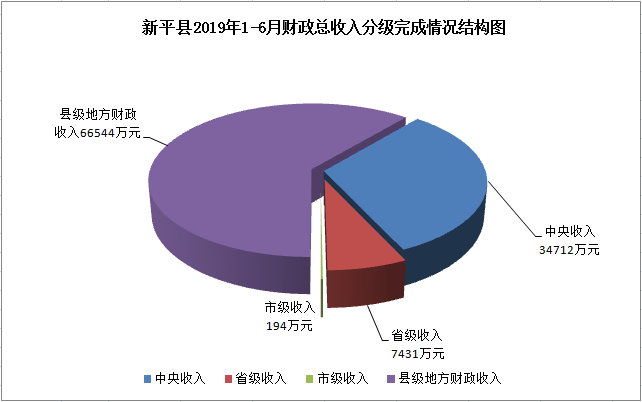 新平县2019年1-6月财政总收入分级完成情况结构图
县级地方财政
收入66544万元
中央收入
34712万元
市级收入
194万元
省级收入
7431万元
中央收入 省级收入 市级收入 县级地方财政收入